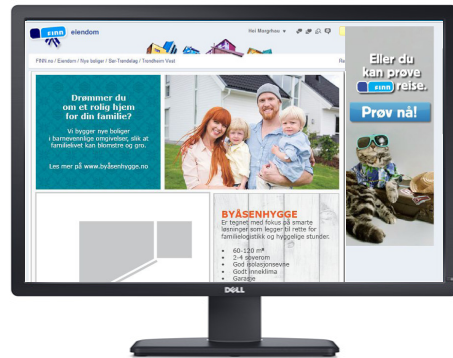 FINN eiendom
Hei Margrhau
FINN.no / Eiendom / Nye boliger / Sør-Trøndelag / Trondheim Vest
Re
Drømmer du
om et rolig hjem
for din familie?
Vi bygger nye boliger
i barnevennlige omgivelser, slik at
familielivet kan blomstre og gro.
Les mer på www.byåsenhygge.no
BYÅSENHYGGE
Er tegnet med fokus på smarte
løsninger som legger til rette for
familielogistikk og hyggelige stunder.
• 60-120 m²
• 2-4 soverom
• God isolasjonsevne
• Godt inneklima
• Garasje
Eller du
kan prøve
FINN reise.
Prøv nå!
DELL